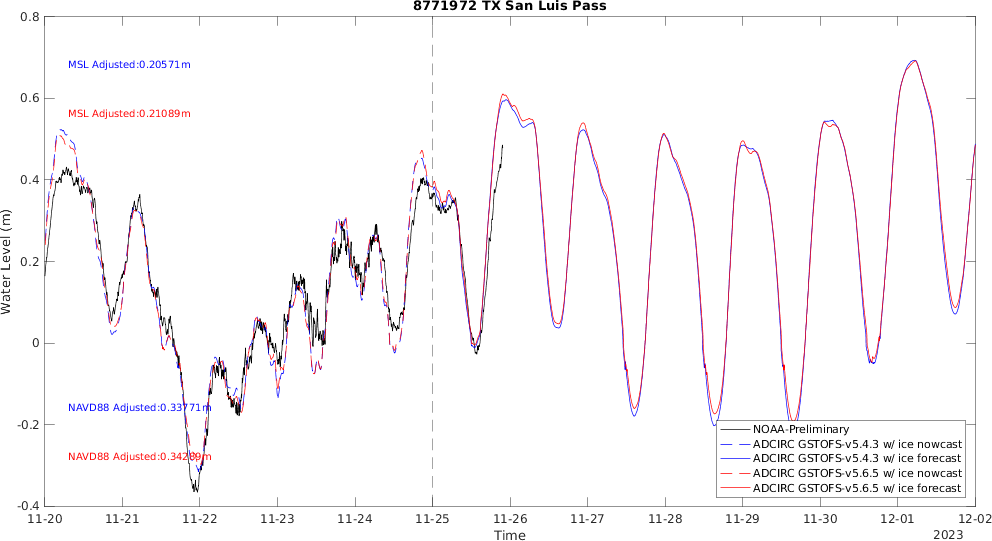 8771972 TX San Luis Pass
0.8
0.6
0.4
0.2
0
-0.2
-0.4
Water Level (m)
MSL Adjusted:0.20571m
MSL Adjusted:0.21089m
NAVD88 Adjusted:0.33771m
NAVD88 Adjusted:0.34289m
NOAA-Preliminary
ADCIRC GSTOFS-v5.4.3 w/ ice nowcast
ADCIRC GSTOFS-v5.4.3 w/ ice forecast
ADCIRC GSTOFS-v5.6.5 w/ ice nowcast
ADCIRC GSTOFS-v5.6.5 w/ ice forecast
11-20 11-21 11-22 11-23 11-24 11-25 11-26 11-27 11-28 11-29 11-30 12-01 12-02
Time
2023